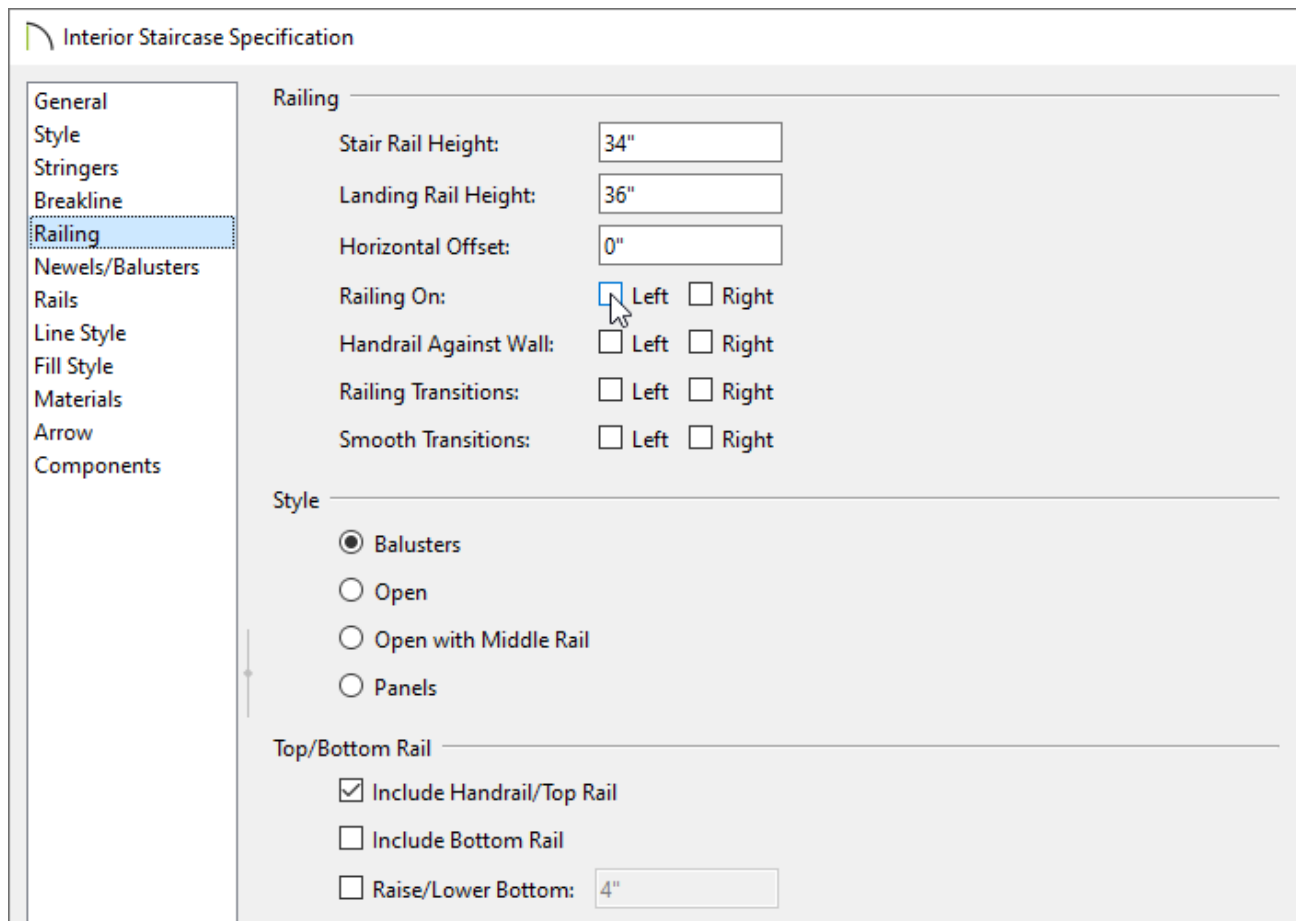 Interior Staircase Specification
General
Style
Stringers
Breakline
Railing
Newels/Balusters
Rails
Line Style
Fill Style
Materials
Arrow
Components
Railing
Stair Rail Height: 34"
Landing Rail Height: 36"
Horizontal Offset: 0"
Railing On: Left Right
Handrail Against Wall: Left Right
Railing Transitions: Left Right
Smooth Transitions: Left Right
Style
Balusters
Open
Open with Middle Rail
Panels
Top/Bottom Rail
Include Handrail/Top Rail
Include Bottom Rail
Raise/Lower Bottom: 4"